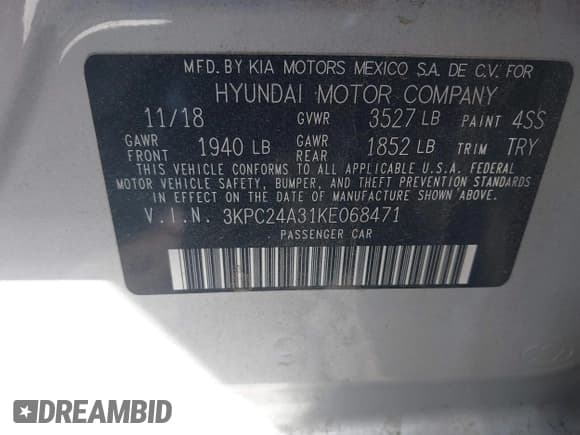 MFD. BY KIA MOTORS MEXICO S.A. DE C.V. FOR
HYUNDAI MOTOR COMPANY
11/18 GVWR 3527 LB PAINT 4SS
GAWR FRONT 1940 LB GAWR REAR 1852 LB TRIM TRY
THIS VEHICLE CONFORMS TO ALL APPLICABLE U.S.A. FEDERAL
MOTOR VEHICLE SAFETY, BUMPER, AND THEFT PREVENTION STANDARDS
IN EFFECT ON THE DATE OF MANUFACTURE SHOWN ABOVE.
V.I.N. 3KPC24A31KE068471
PASSENGER CAR
DREAMBID